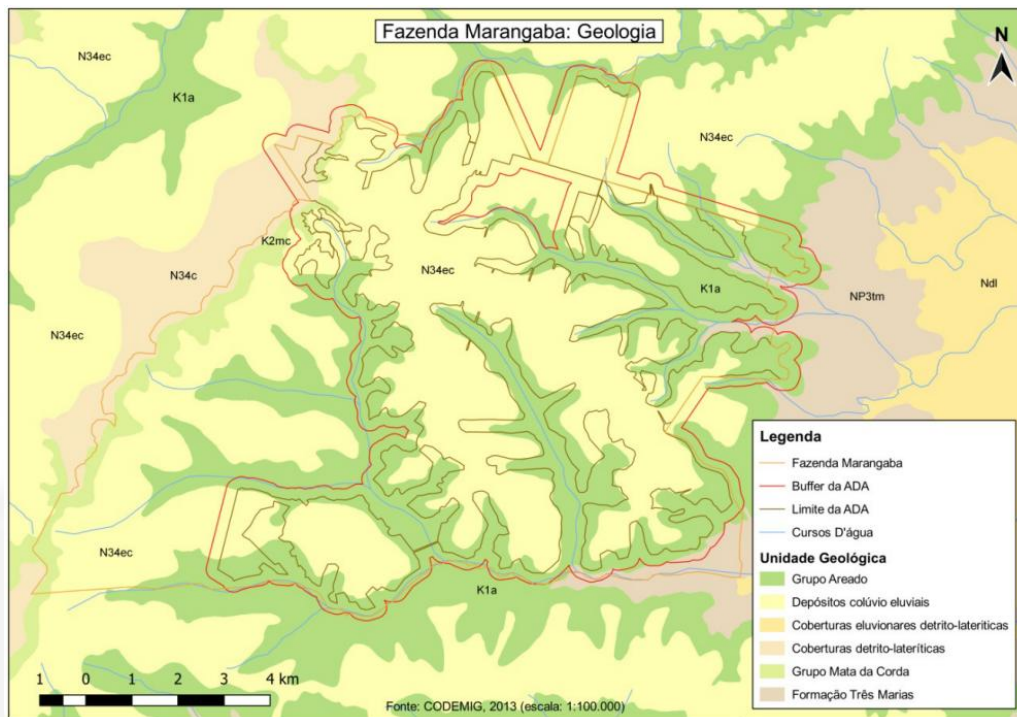 Fazenda Marangaba: Geologia
N
N34ec
K1a
N34ec
K2mc
N34ec
N34c
K1a
NP3tm
Ndl
N34ec
N34ec
K1a
Legenda
Fazenda Marangaba
Buffer da ADA
Limite da ADA
Cursos D'água
Unidade Geológica
Grupo Areado
Depósitos colúvio eluviais
Coberturas eluvionares detrito-lateriticas
Coberturas detrito-lateríticas
Grupo Mata da Corda
Formação Três Marias
1 0 1 2 3 4 km
Fonte: CODEMIG, 2013 (escala: 1:100.000)